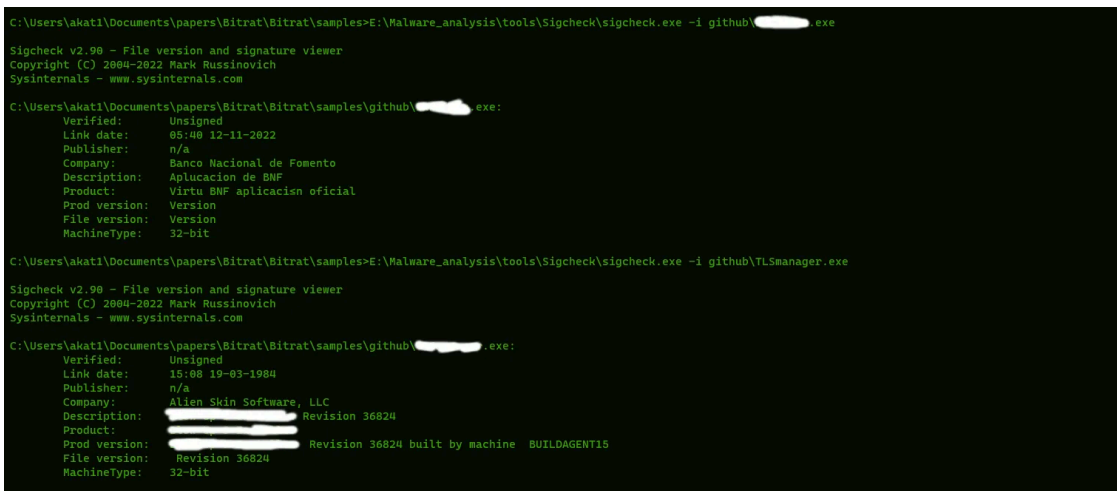 C:\Users\akat1\Documents\papers\Bitrat\Bitrat\samples>E:\Malware_analysis\tools\Sigcheck\sigcheck.exe -i github\ .exe
Sigcheck v2.90 - File version and signature viewer
Copyright (C) 2004-2022 Mark Russinovich
Sysinternals - www.sysinternals.com
C:\Users\akat1\Documents\papers\Bitrat\Bitrat\samples\github\ .exe:
Verified: Unsigned
Link date: 05:40 12-11-2022
Publisher: n/a
Company: Banco Nacional de Fomento
Description: Aplucacion de BNF
Product: Virtu BNF aplicaci≤n oficial
Prod version: Version
File version: Version
MachineType: 32-bit
C:\Users\akat1\Documents\papers\Bitrat\Bitrat\samples>E:\Malware_analysis\tools\Sigcheck\sigcheck.exe -i github\TLSmanager.exe
Sigcheck v2.90 - File version and signature viewer
Copyright (C) 2004-2022 Mark Russinovich
Sysinternals - www.sysinternals.com
C:\Users\akat1\Documents\papers\Bitrat\Bitrat\samples\github\ .exe:
Verified: Unsigned
Link date: 15:08 19-03-1984
Publisher: n/a
Company: Alien Skin Software, LLC
Description: Revision 36824
Product:
Prod version: Revision 36824 built by machine BUILDAGENT15
File version: Revision 36824
MachineType: 32-bit